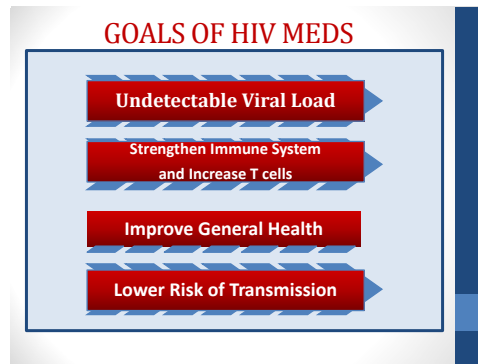 GOALS OF HIV MEDS
Undetectable Viral Load
Strengthen Immune System
and Increase T cells
Improve General Health
Lower Risk of Transmission